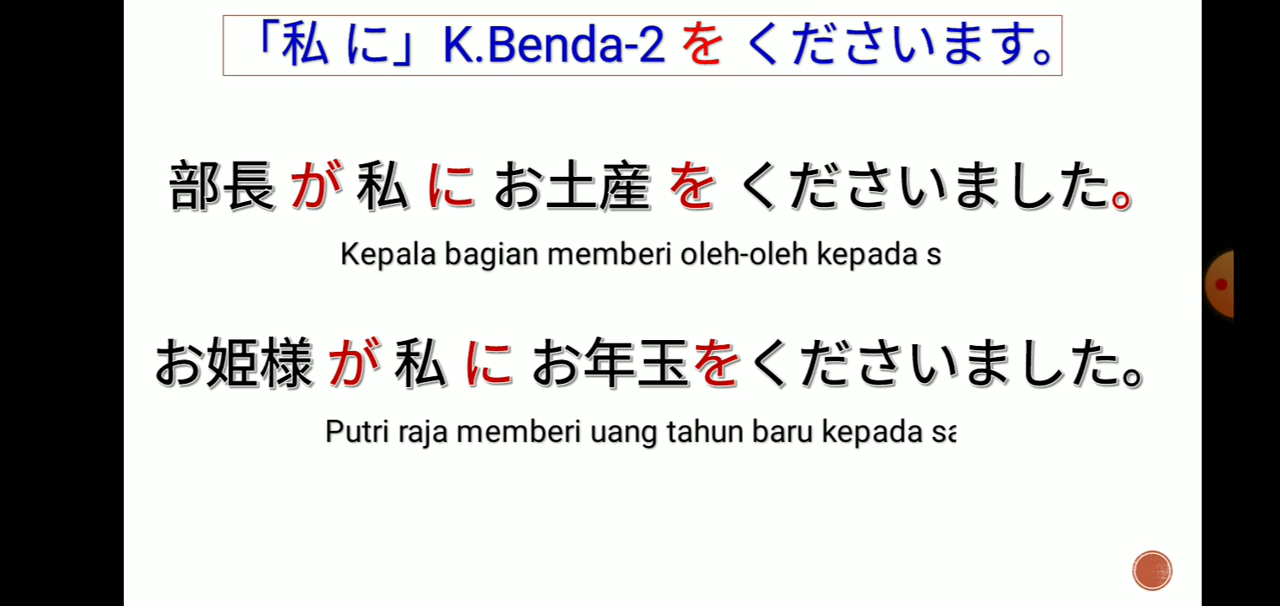 「私 に」K.Benda-2 を くださいます。
部長 が 私 に お土産 を くださいました。
Kepala bagian memberi oleh-oleh kepada s
お姫様 が 私 に お年玉をくださいました。
Putri raja memberi uang tahun baru kepada sa